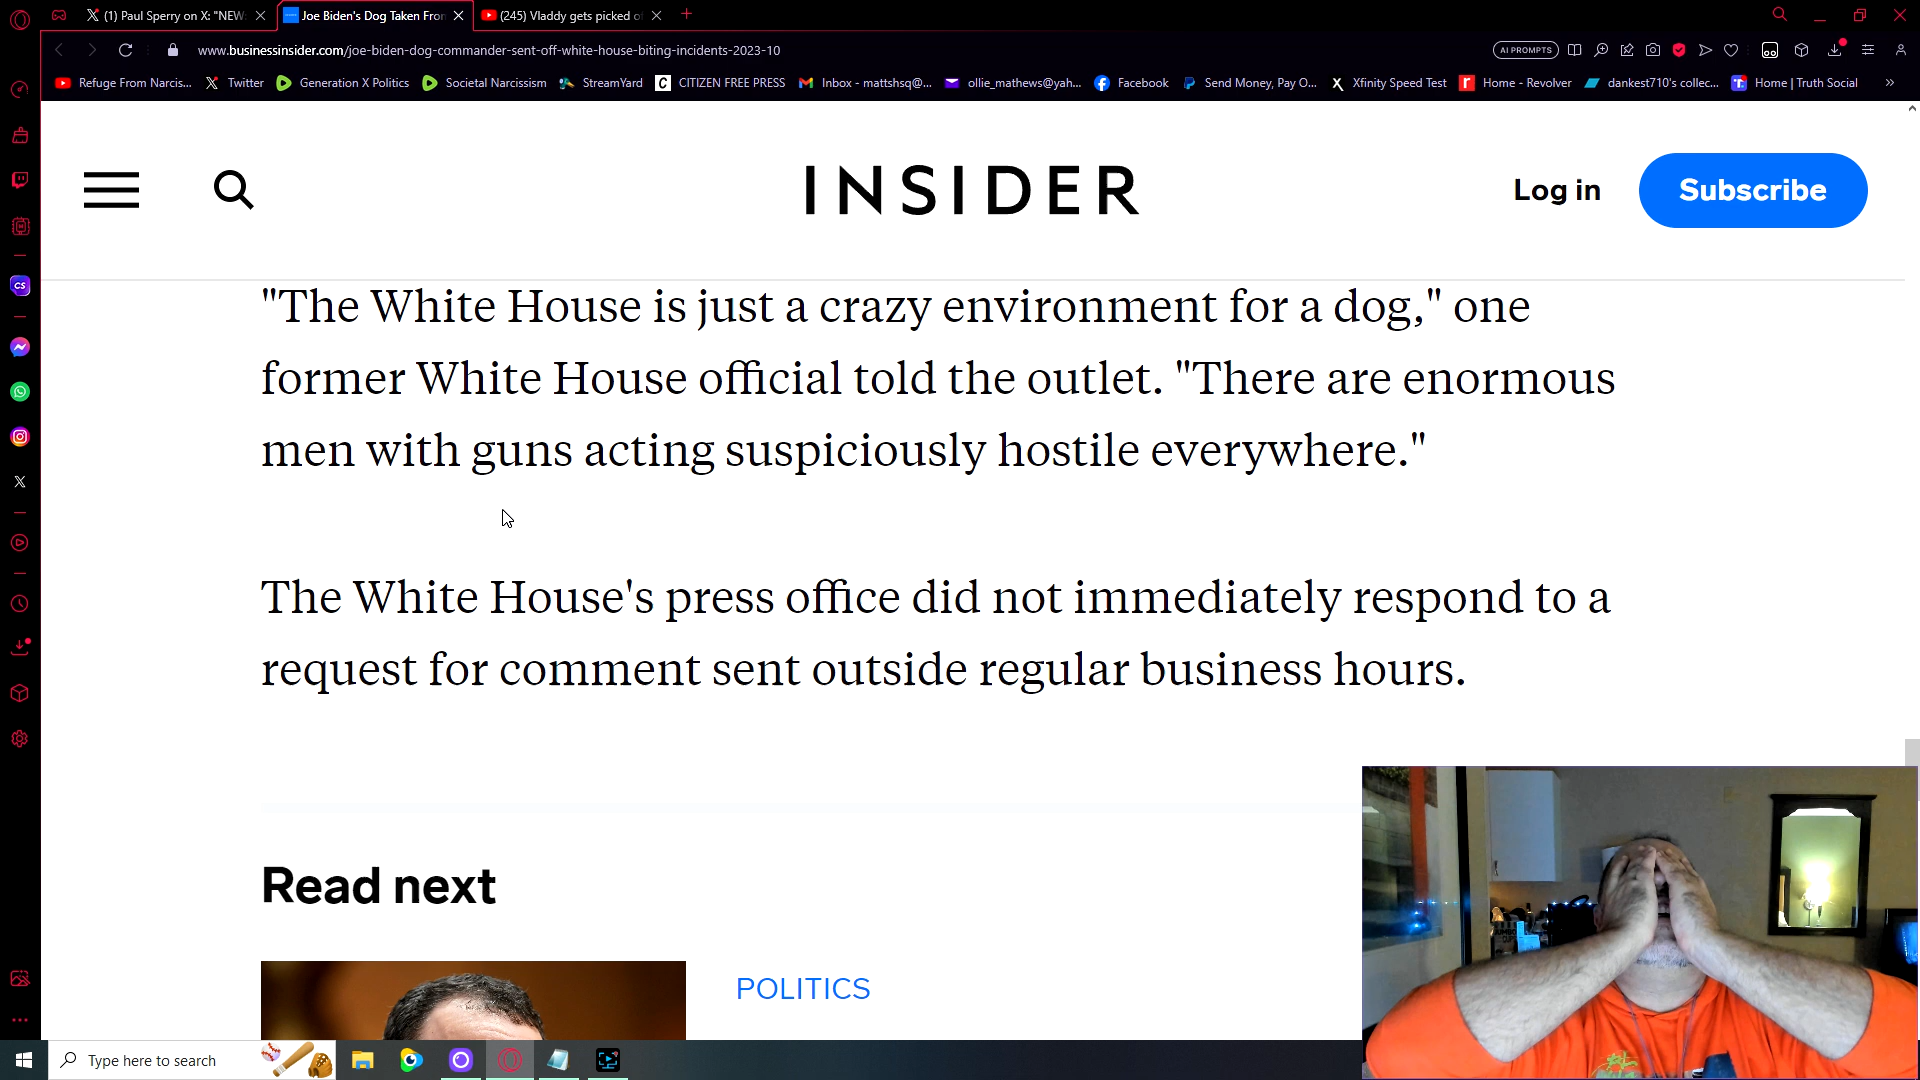 (1) Paul Sperry on X: "NEW
Joe Biden's Dog Taken Fron
(245) Vladdy gets picked o
www.businessinsider.com/joe-biden-dog-commander-sent-off-white-house-biting-incidents-2023-10
AI PROMPTS
Refuge From Narcis...
Twitter
Generation X Politics
Societal Narcissism
StreamYard
C
CITIZEN FREE PRESS
Inbox - mattshsq@...
ollie_mathews@yah...
Facebook
Send Money, Pay O...
Xfinity Speed Test
Home - Revolver
dankest710's collec...
Home | Truth Social
»
CS
INSIDER
Log in
Subscribe
"The White House is just a crazy environment for a dog," one
former White House official told the outlet. "There are enormous
men with guns acting suspiciously hostile everywhere."
The White House's press office did not immediately respond to a
request for comment sent outside regular business hours.
Read next
POLITICS
Type here to search